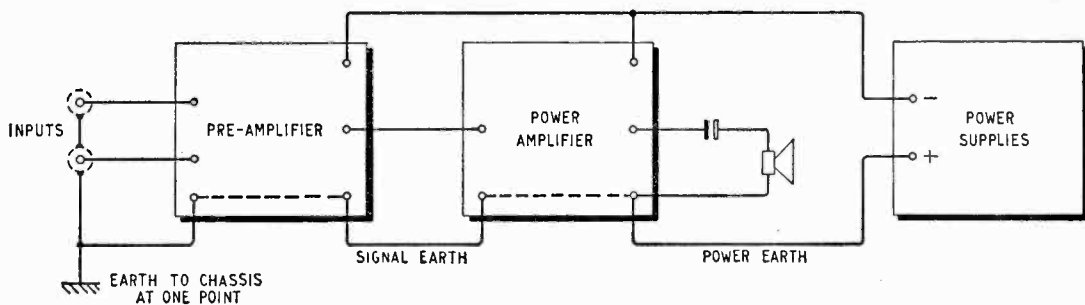 INPUTS
PRE-AMPLIFIER
POWER
AMPLIFIER
−
POWER
SUPPLIES
+
SIGNAL EARTH
POWER EARTH
EARTH TO CHASSIS
AT ONE POINT